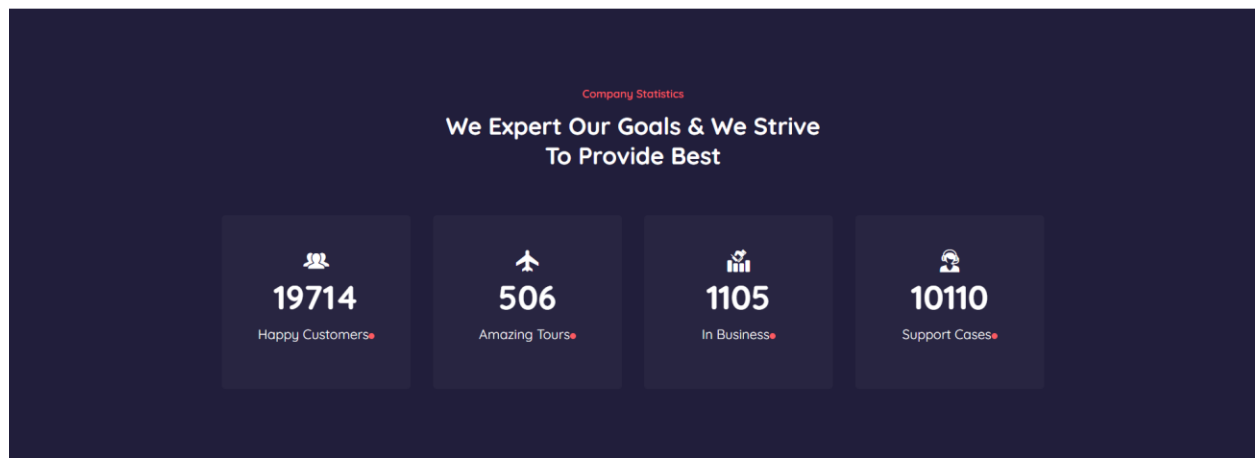 Company Statistics
We Expert Our Goals & We Strive
To Provide Best
19714
506
1105
10110
Happy Customers
Amazing Tours
In Business
Support Cases